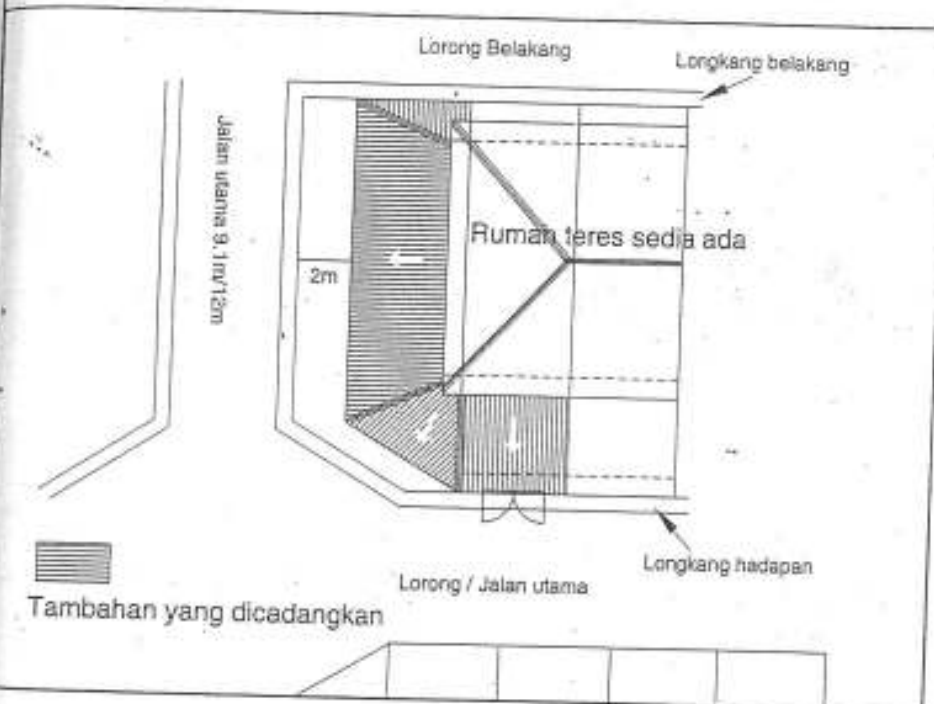 Lorong Belakang
Longkang belakang
Jalan utama 9.1m/12m
Rumah teres sedia ada
2m
Longkang hadapan
Lorong / Jalan utama
Tambahan yang dicadangkan